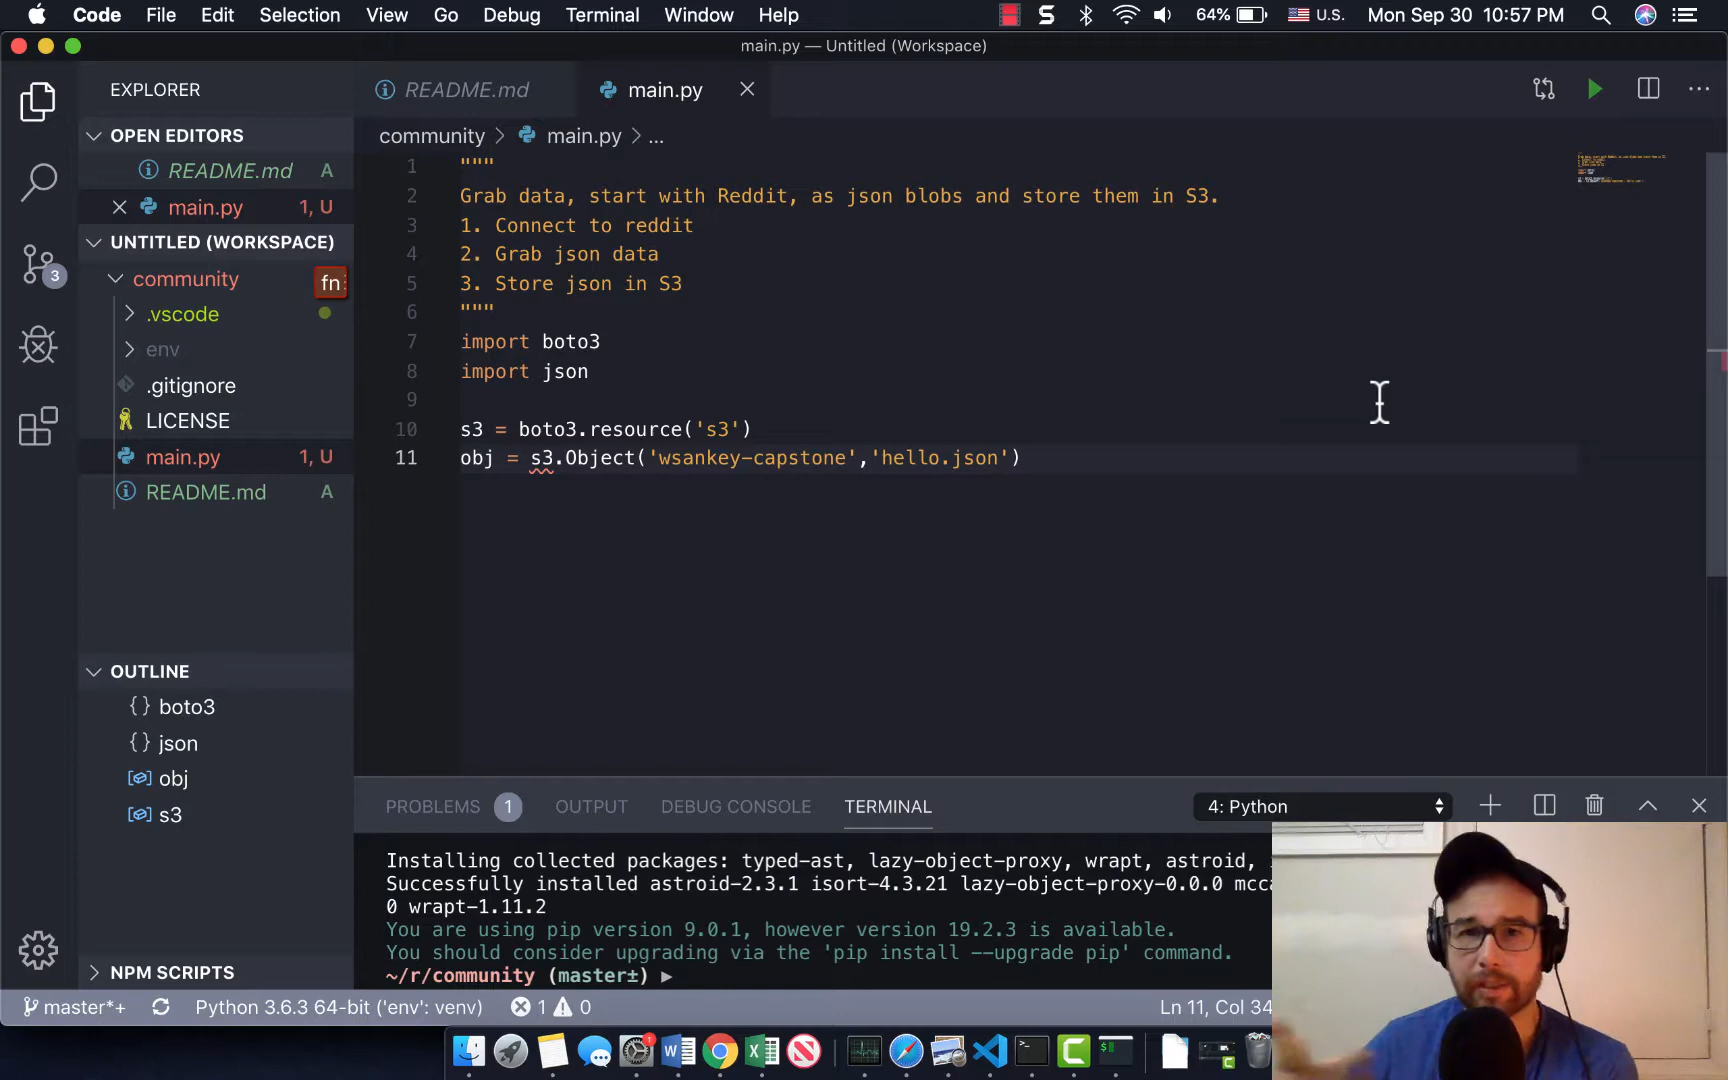 Code File Edit Selection View Go Debug Terminal Window Help 64% U.S. Mon Sep 30 10:57 PM
main.py — Untitled (Workspace)
EXPLORER
OPEN EDITORS
README.md A
main.py 1, U
UNTITLED (WORKSPACE)
community fn
.vscode
env
.gitignore
LICENSE
main.py 1, U
README.md A
3
OUTLINE
{} boto3
{} json
obj
s3
NPM SCRIPTS
README.md main.py
community > main.py > ...
1 """
2 Grab data, start with Reddit, as json blobs and store them in S3.
3 1. Connect to reddit
4 2. Grab json data
5 3. Store json in S3
6 """
7 import boto3
8 import json
9
10 s3 = boto3.resource('s3')
11 obj = s3.Object('wsankey-capstone','hello.json')
PROBLEMS 1 OUTPUT DEBUG CONSOLE TERMINAL 4: Python
Installing collected packages: typed-ast, lazy-object-proxy, wrapt, astroid,
Successfully installed astroid-2.3.1 isort-4.3.21 lazy-object-proxy-0.0.0 mcca
0 wrapt-1.11.2
You are using pip version 9.0.1, however version 19.2.3 is available.
You should consider upgrading via the 'pip install --upgrade pip' command.
~/r/community (master±) ▶
master*+ Python 3.6.3 64-bit ('env': venv) 1 0 Ln 11, Col 34